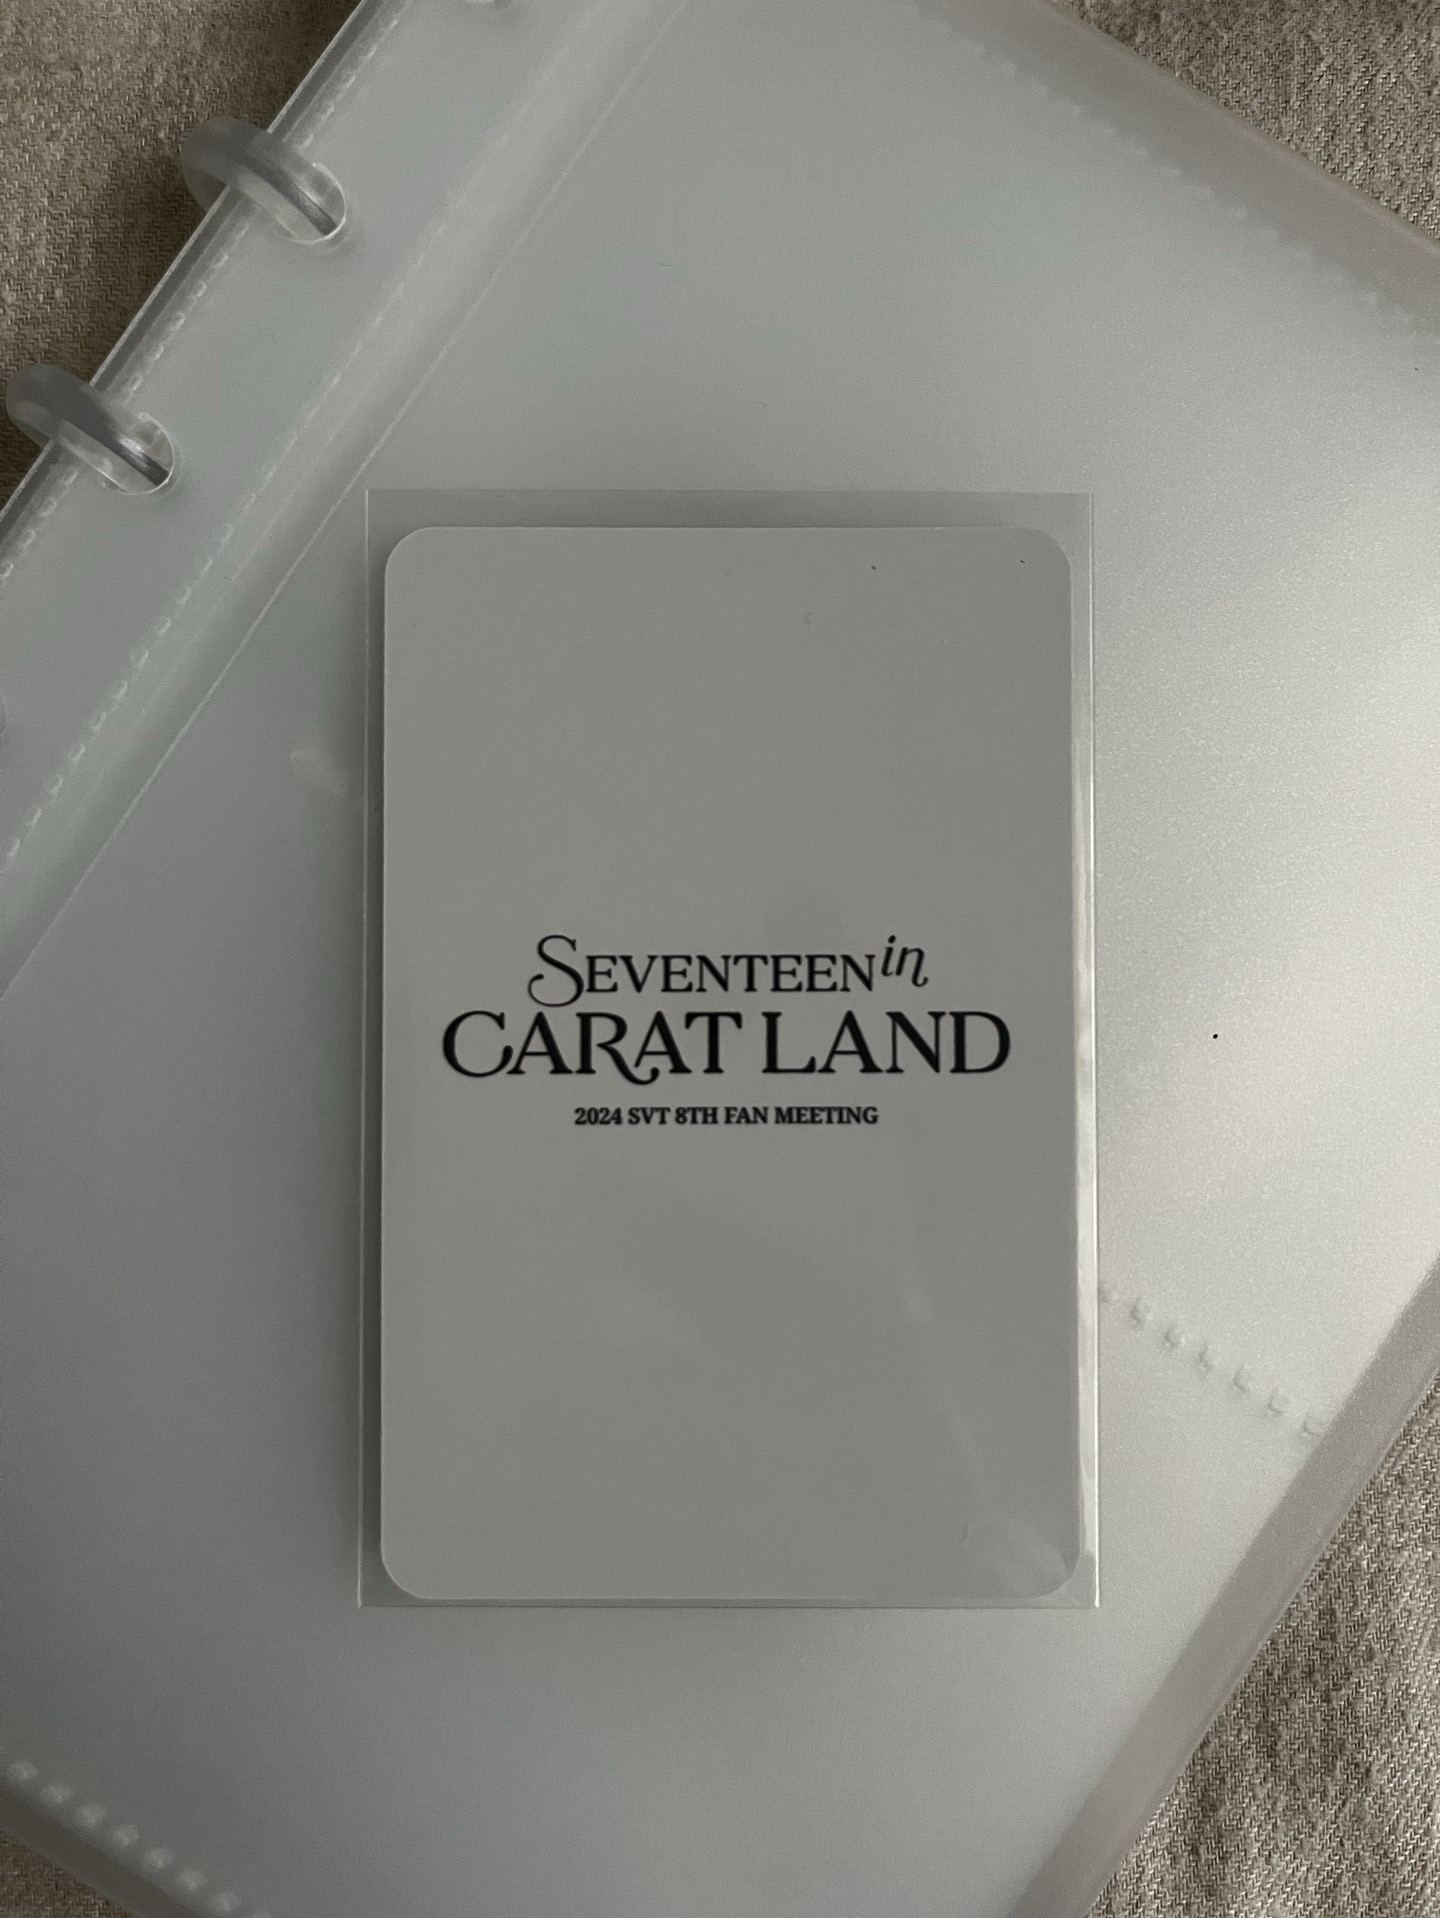 SEVENTEEN in
CARAT LAND
2024 SVT 8TH FAN MEETING